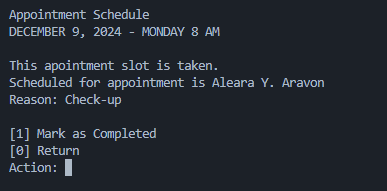 Appointment Schedule
DECEMBER 9, 2024 - MONDAY 8 AM
This apointment slot is taken.
Scheduled for appointment is Aleara Y. Aravon
Reason: Check-up
[1] Mark as Completed
[0] Return
Action: